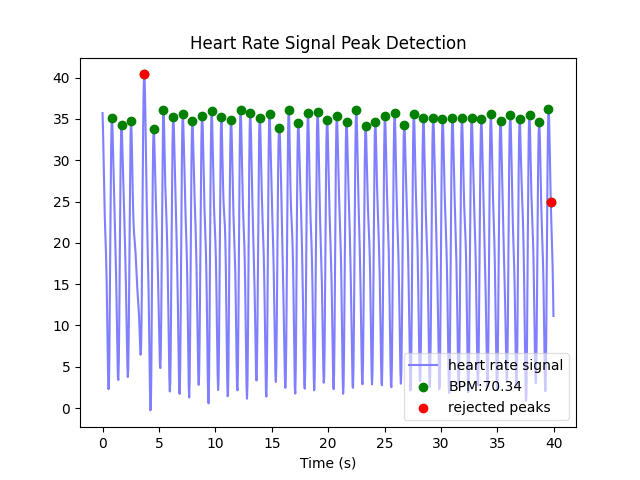 Heart Rate Signal Peak Detection
40
35
30
25
20
15
10
5
0
heart rate signal
BPM:70.34
rejected peaks
0 5 10 15 20 25 30 35 40
Time (s)